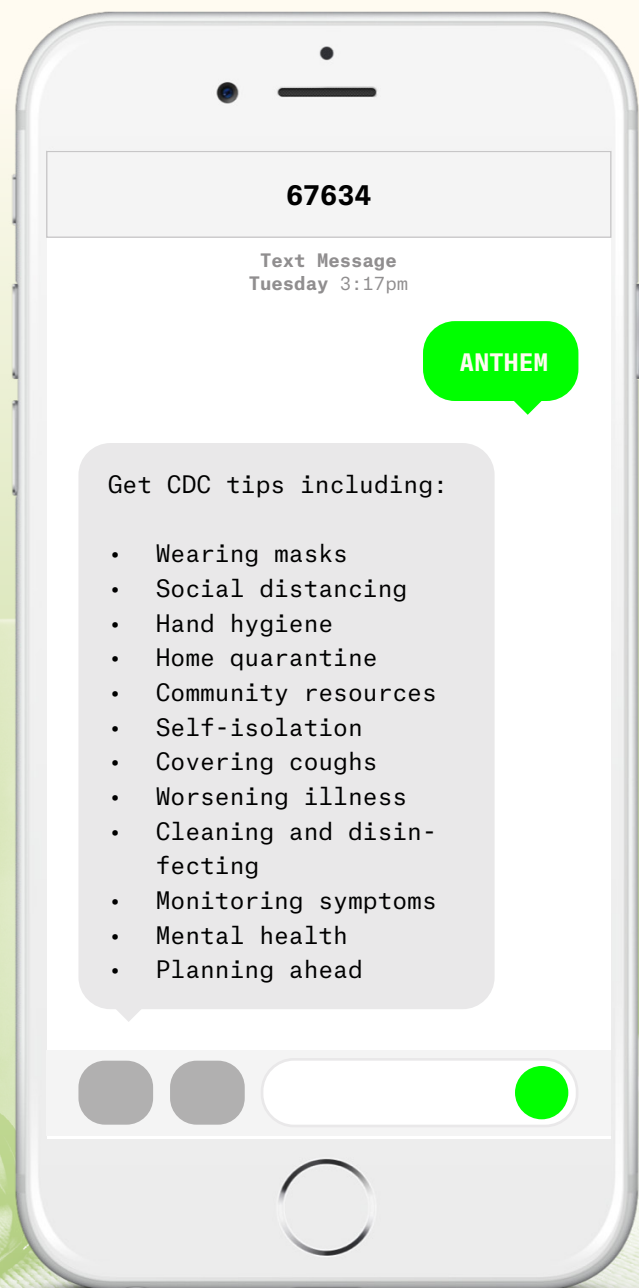 67634
Text Message
Tuesday 3:17pm
ANTHEM
Get CDC tips including:
• Wearing masks
• Social distancing
• Hand hygiene
• Home quarantine
• Community resources
• Self-isolation
• Covering coughs
• Worsening illness
• Cleaning and disin-
fecting
• Monitoring symptoms
• Mental health
• Planning ahead